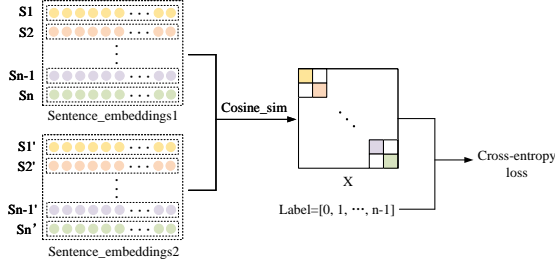 S1
S2
Sn-1
Sn
Sentence_embeddings1
Cosine_sim
S1'
S2'
Sn-1'
Sn’
Sentence_embeddings2
X
Label=[0, 1, ···, n-1]
Cross-entropy
loss